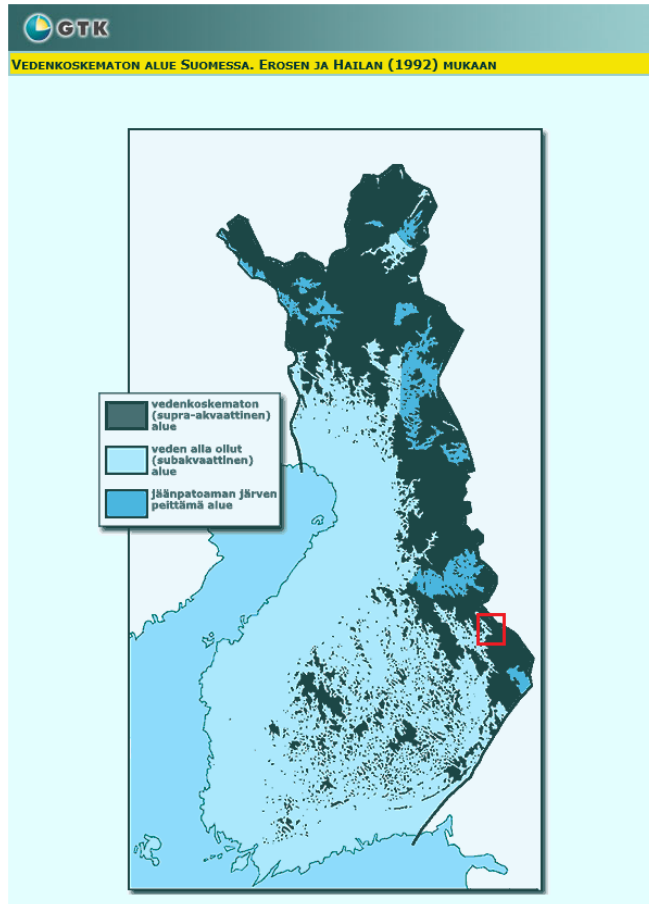 GTK
VEDENKOSKEMATON ALUE SUOMESSA. EROSEN JA HAILAN (1992) MUKAAN
vedenkoskematon
(supra-akvaattinen)
alue
veden alla ollut
(subakvaattinen)
alue
jäänpatoaman järven
peittämä alue